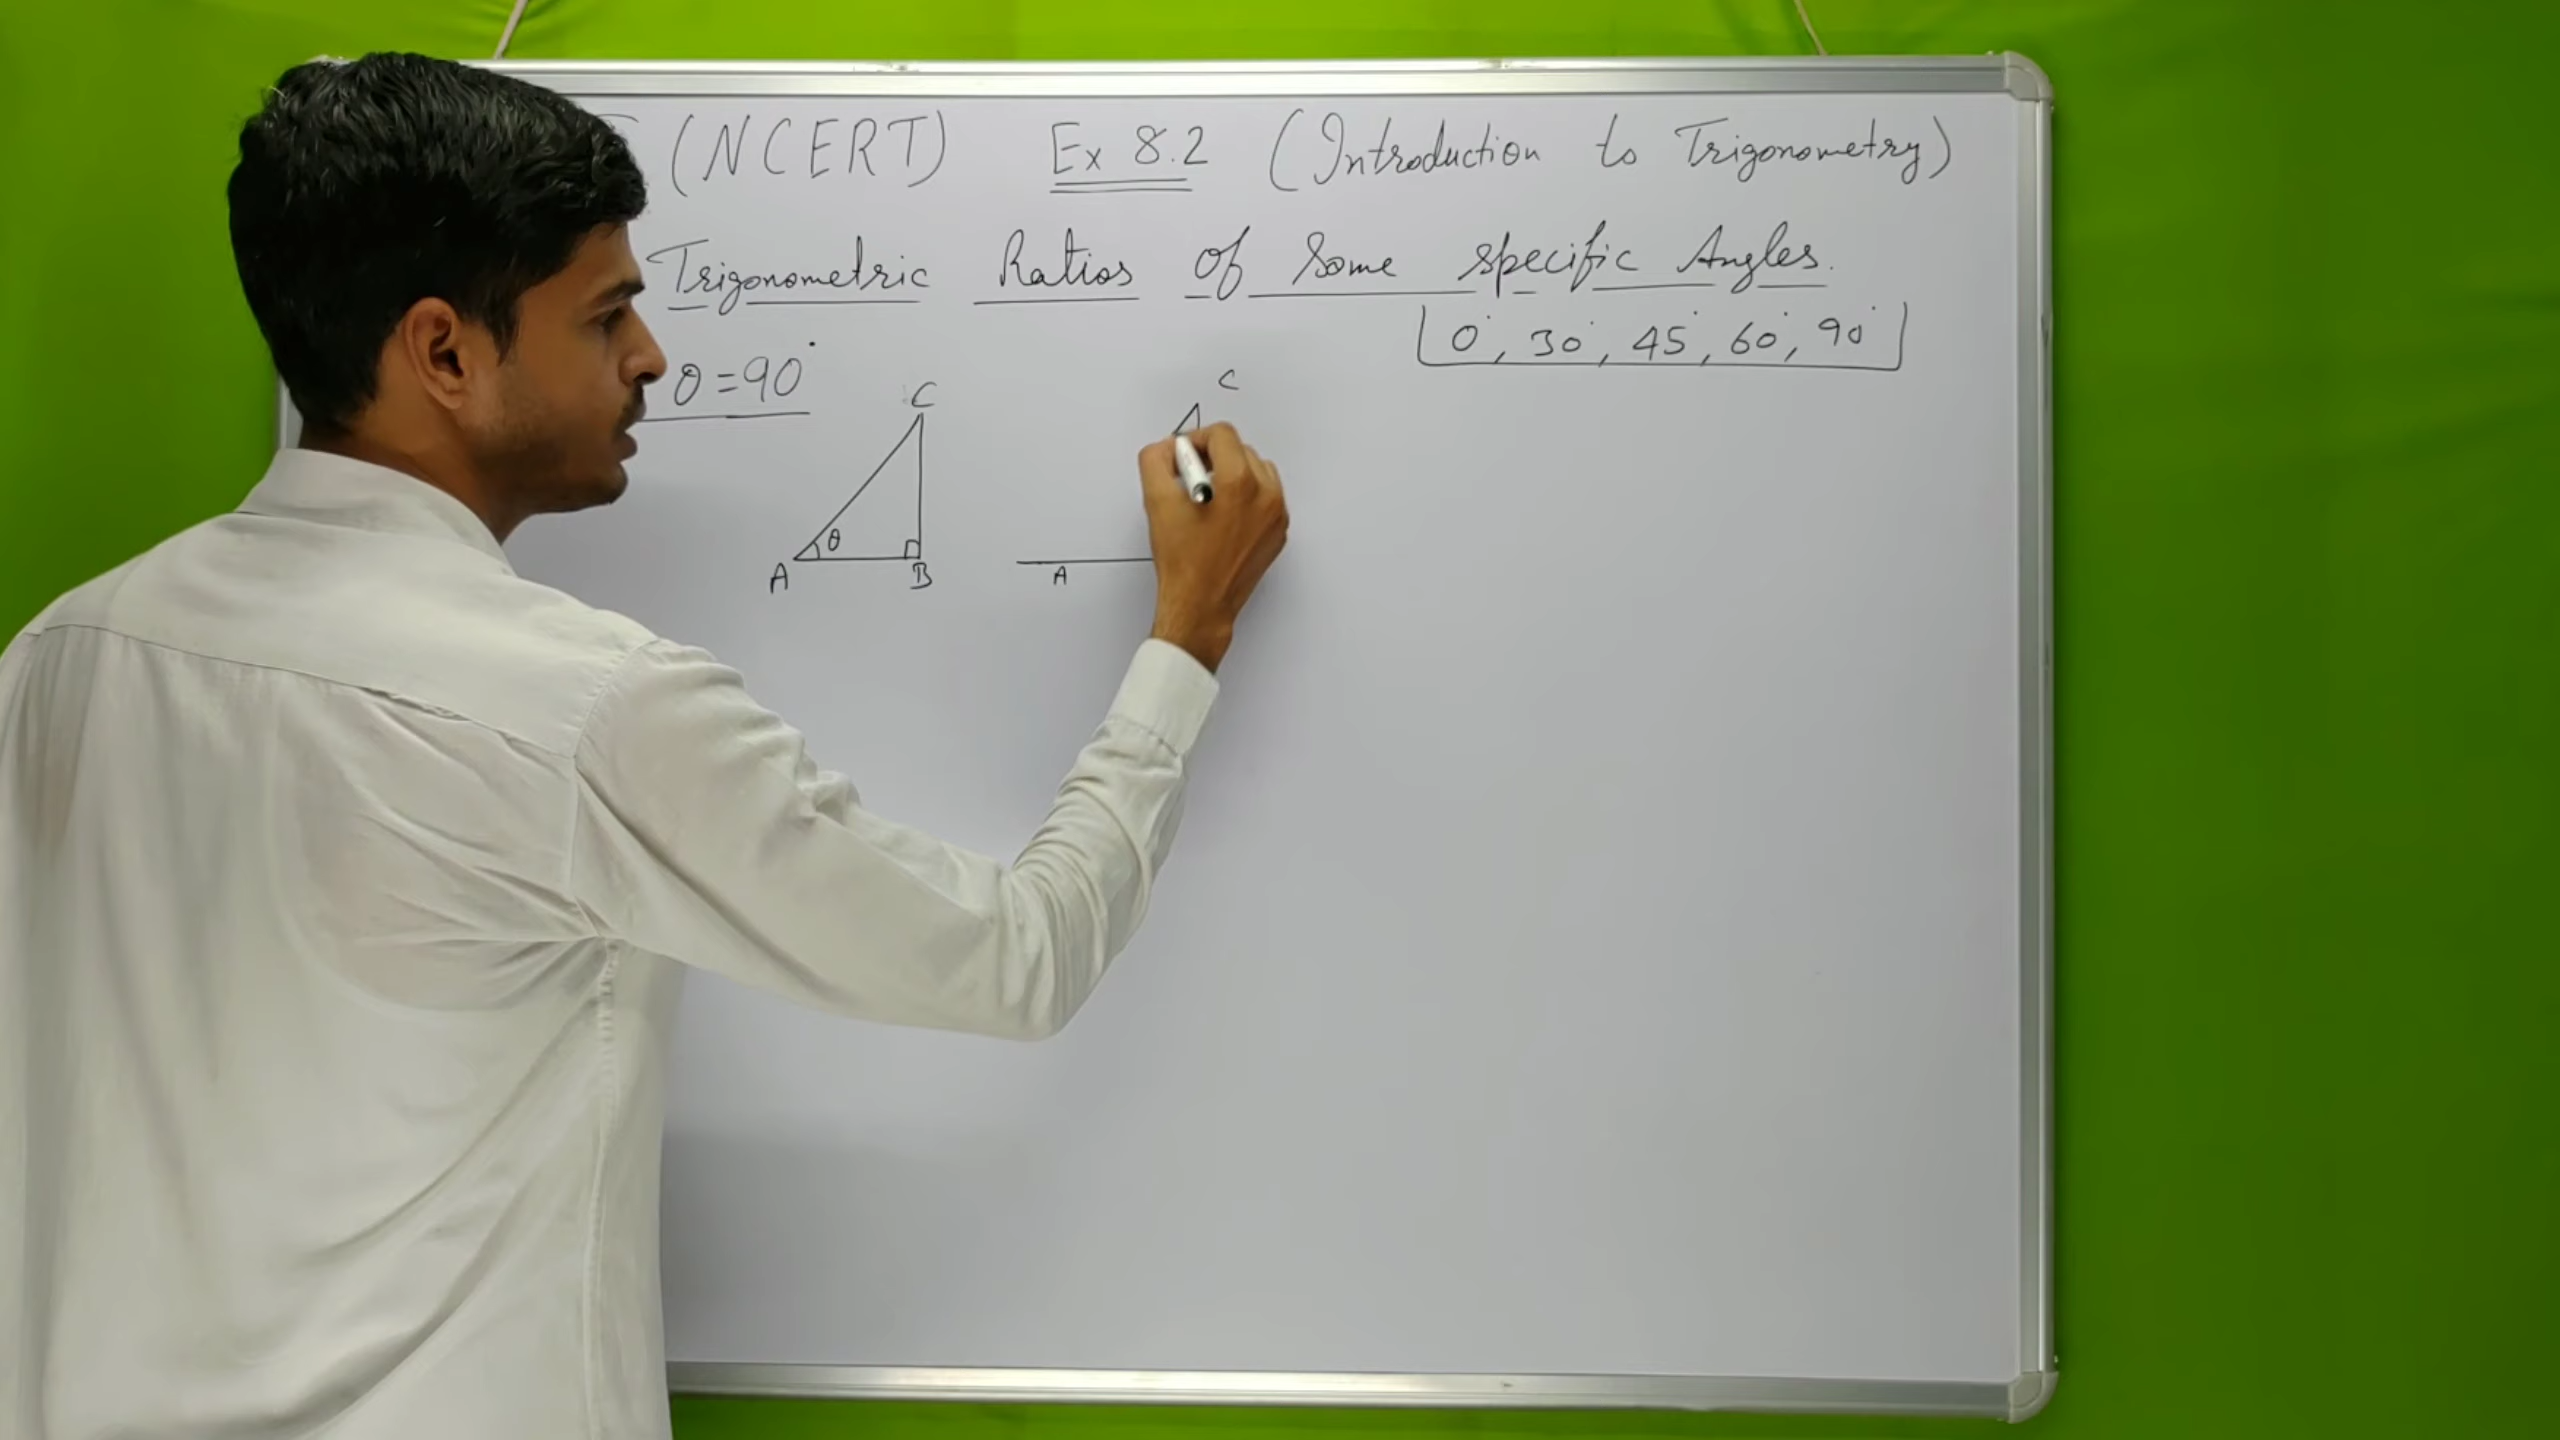 (NCERT) Ex 8.2 (Introduction to Trigonometry)
Trigonometric Ratios Of Some specific Angles.
0°, 30°, 45°, 60°, 90°
θ=90°
C C
θ
A B A